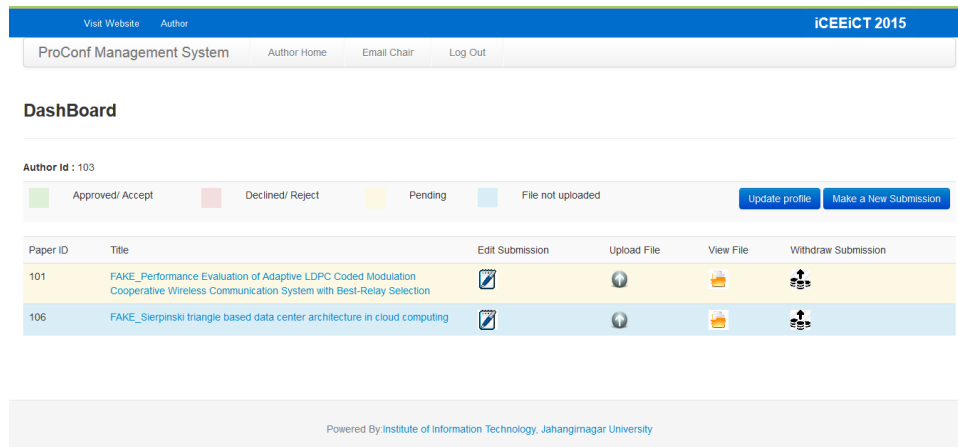 Visit Website Author iCEEiCT 2015
ProConf Management System Author Home Email Chair Log Out
DashBoard
Author Id : 103
Approved/ Accept Declined/ Reject Pending File not uploaded Update profile Make a New Submission
Paper ID Title Edit Submission Upload File View File Withdraw Submission
101 FAKE_Performance Evaluation of Adaptive LDPC Coded Modulation
Cooperative Wireless Communication System with Best-Relay Selection
106 FAKE_Sierpinski triangle based data center architecture in cloud computing
Powered By:Institute of Information Technology, Jahangirnagar University